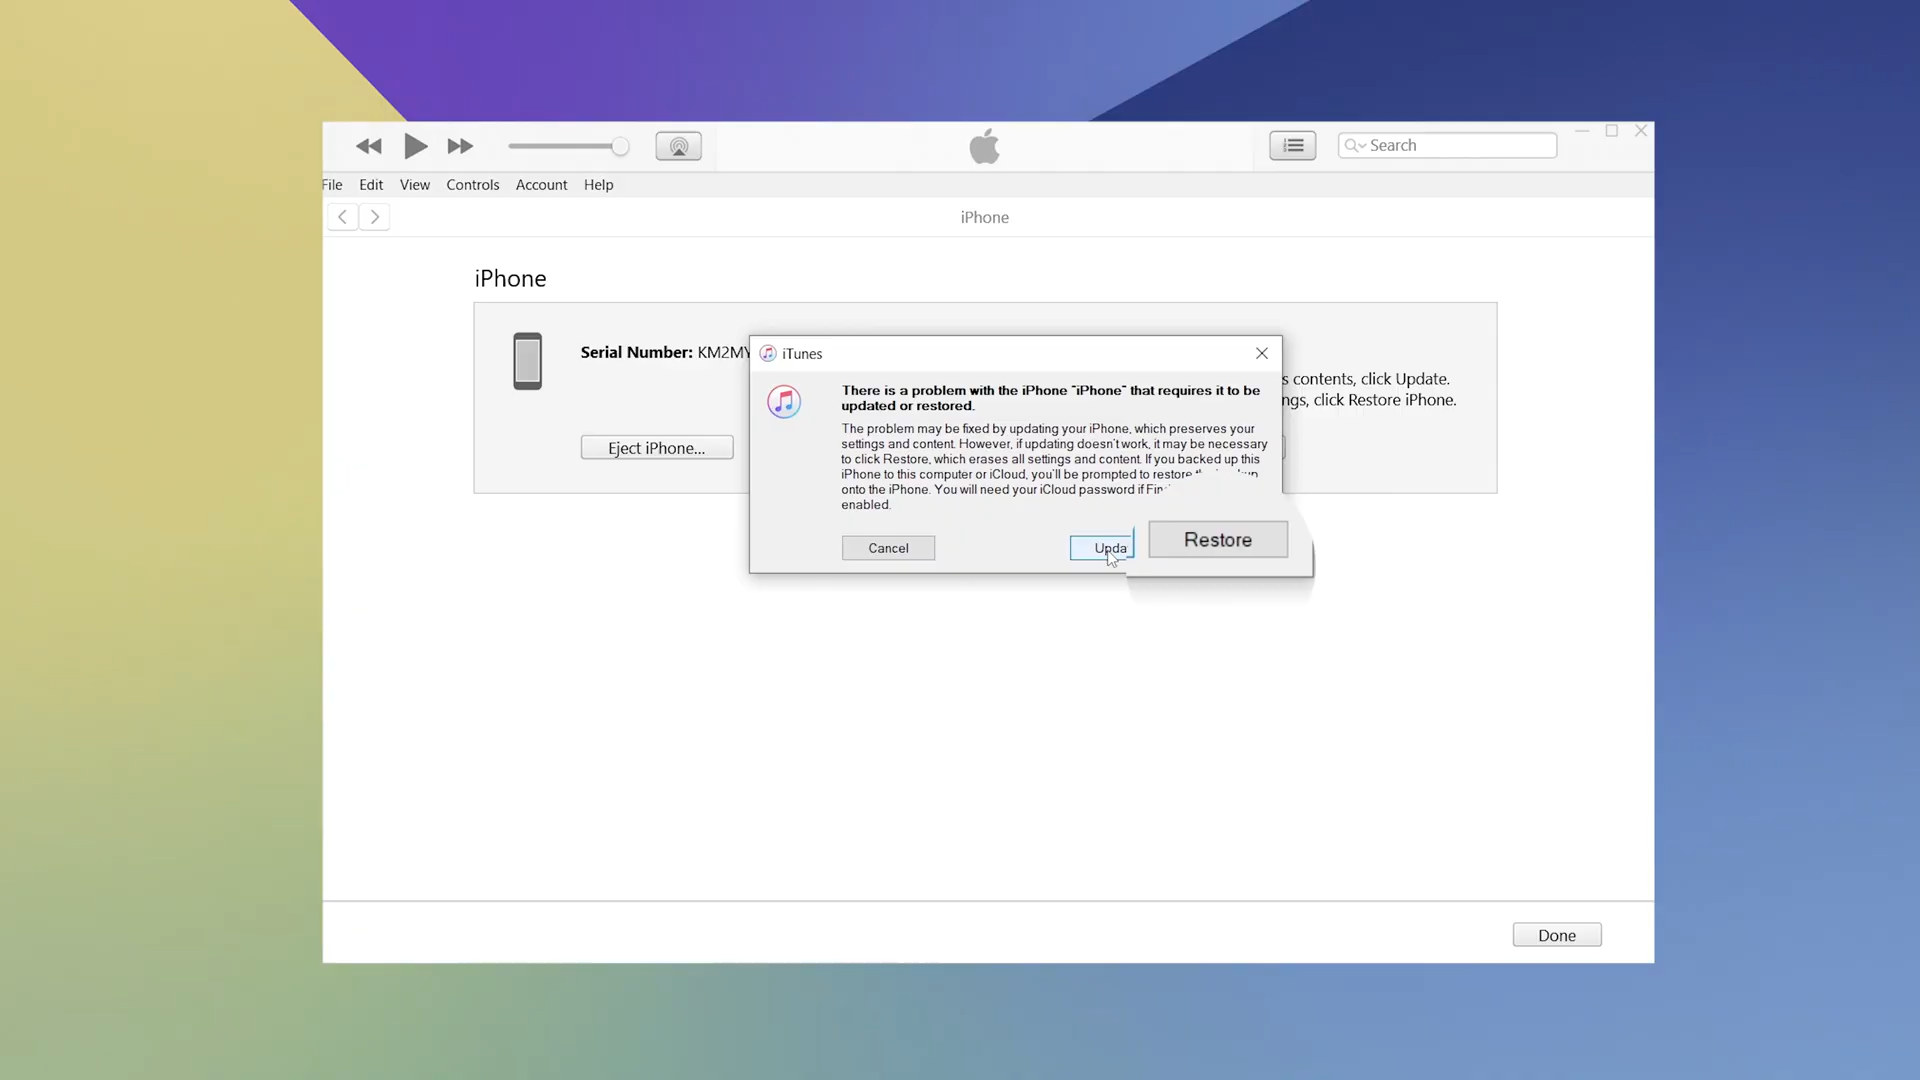 Search
File Edit View Controls Account Help
iPhone
iPhone
Serial Number: KM2MY
s contents, click Update.
ngs, click Restore iPhone.
Eject iPhone...
iTunes
There is a problem with the iPhone "iPhone" that requires it to be
updated or restored.
The problem may be fixed by updating your iPhone, which preserves your
settings and content. However, if updating doesn't work, it may be necessary
to click Restore, which erases all settings and content. If you backed up this
iPhone to this computer or iCloud, you'll be prompted to restore
onto the iPhone. You will need your iCloud password if Fin
enabled.
Cancel
Upda
Restore
Done